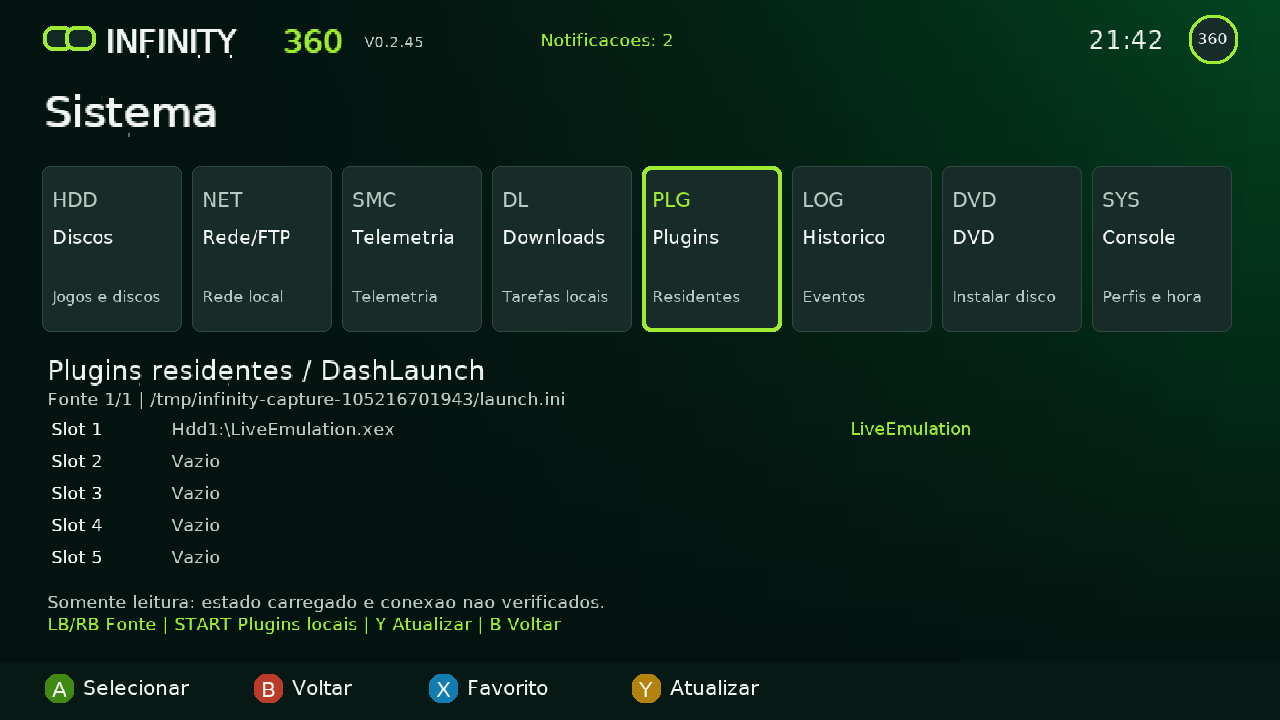 INFINITY 360 V0.2.45 Notificacoes: 2 21:42 360
Sistema
HDD NET SMC DL PLG LOG DVD SYS
Discos Rede/FTP Telemetria Downloads Plugins Historico DVD Console
Jogos e discos Rede local Telemetria Tarefas locais Residentes Eventos Instalar disco Perfis e hora
Plugins residentes / DashLaunch
Fonte 1/1 | /tmp/infinity-capture-105216701943/launch.ini
Slot 1 Hdd1:\LiveEmulation.xex LiveEmulation
Slot 2 Vazio
Slot 3 Vazio
Slot 4 Vazio
Slot 5 Vazio
Somente leitura: estado carregado e conexao nao verificados.
LB/RB Fonte | START Plugins locais | Y Atualizar | B Voltar
A Selecionar B Voltar X Favorito Y Atualizar